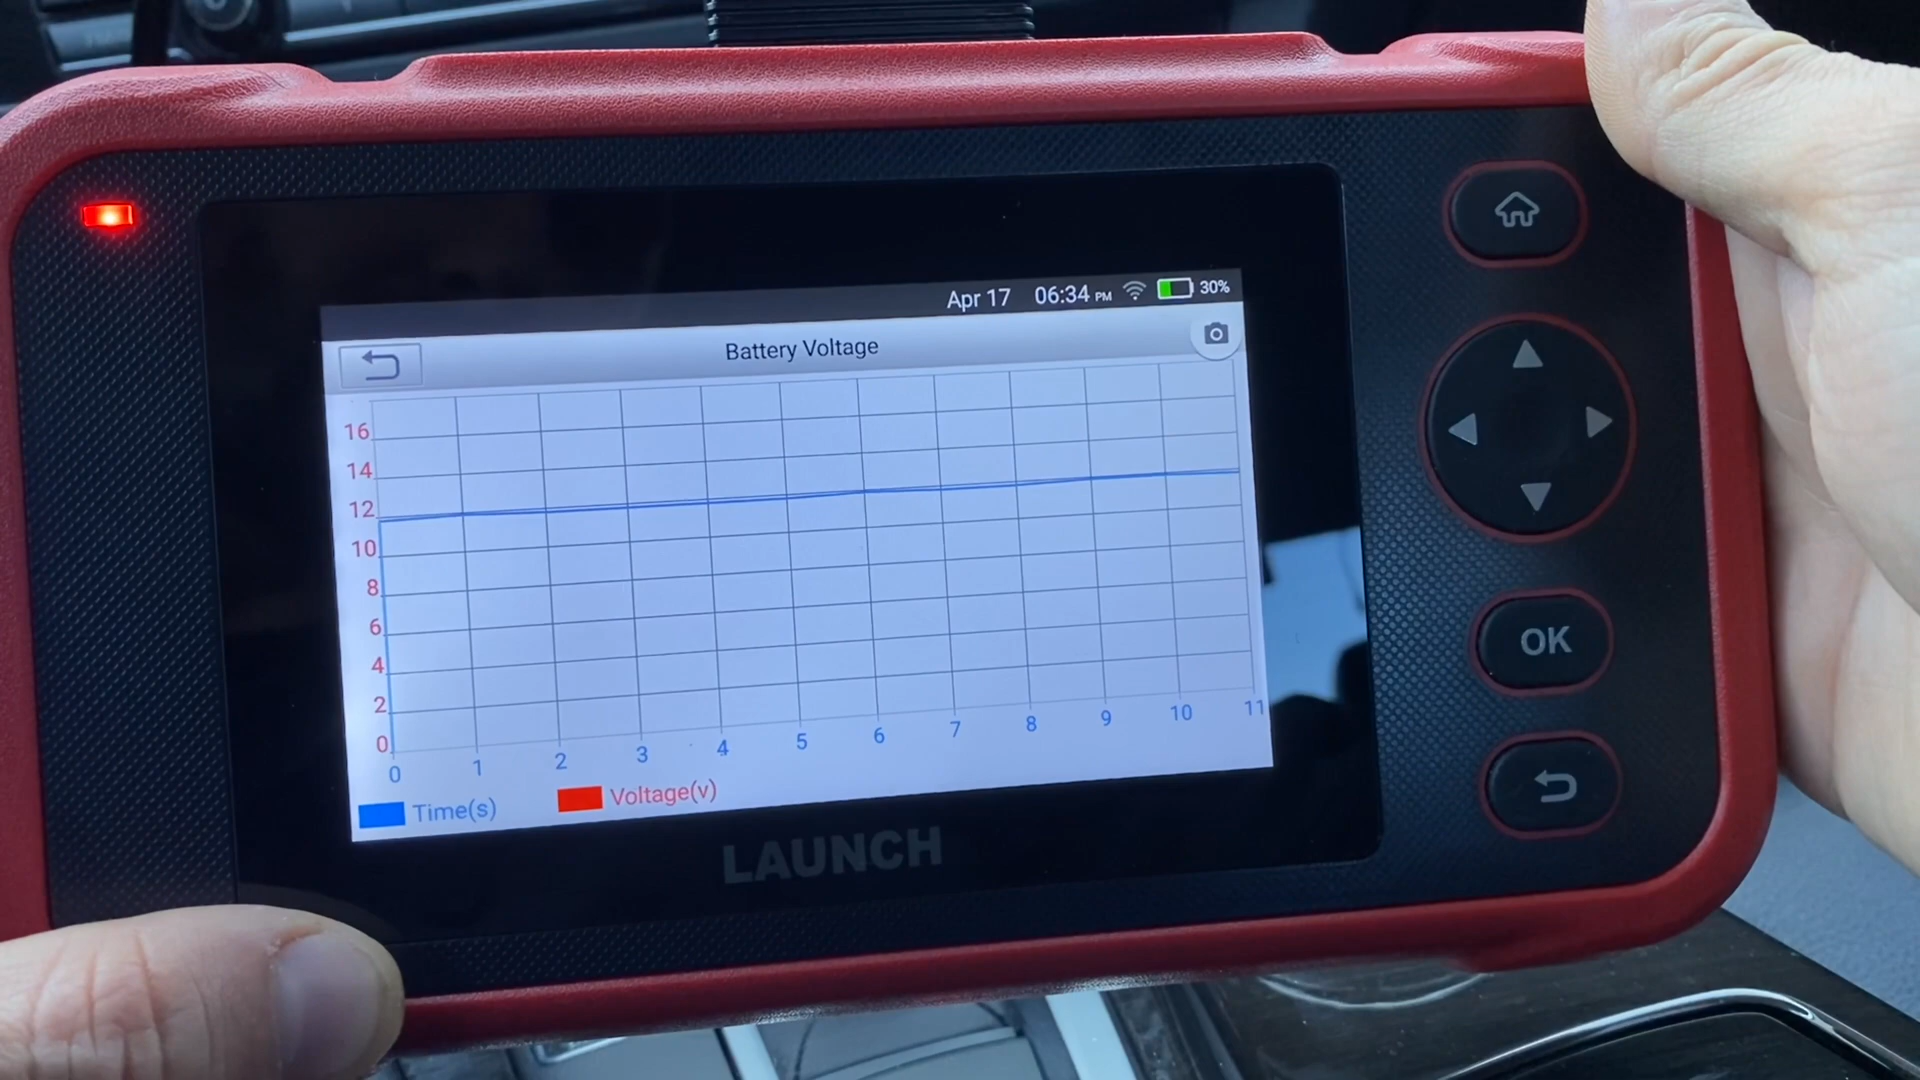 Apr 17 06:34 PM 30%
Battery Voltage
16
14
12
10
8
6
4
2
0
0 1 2 3 4 5 6 7 8 9 10 11
Time(s) Voltage(v)
LAUNCH
OK